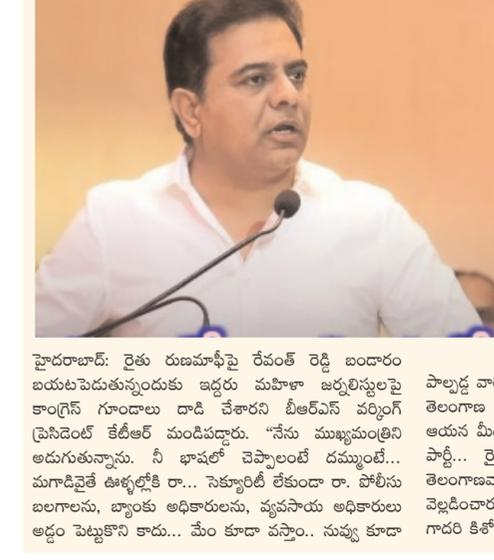 హైదరాబాద్: రైతు రుణమాఫీపై రేవంత్ రెడ్డి బండారం
బయటపెడుతున్నందుకు ఇద్దరు మహిళా జర్నలిస్టులపై
కాంగ్రెస్ గూండాలు దాడి చేశారని బీఆర్ఎస్ వర్కింగ్
ప్రెసిడెంట్ కేటీఆర్ మండిపడ్డారు. "నేను ముఖ్యమంత్రిని
అడుగుతున్నాను. నీ భాషలో చెప్పాలంటే దమ్ముంటే...
మగాడివైతే ఊళ్ళల్లోకి రా... సెక్యూరిటీ లేకుండా రా. పోలీసు
బలగాలను, బ్యాంకు అధికారులను, వ్యవసాయ అధికారులు
అడ్డం పెట్టుకొని కాదు... మేం కూడా వస్తాం.. నువ్వు కూడా
పాల్పడ్డ
తెలంగాణ
ఆయన
పార్టీ...
తెలంగాణ
వెల్లడించార
గాదరి కిశో